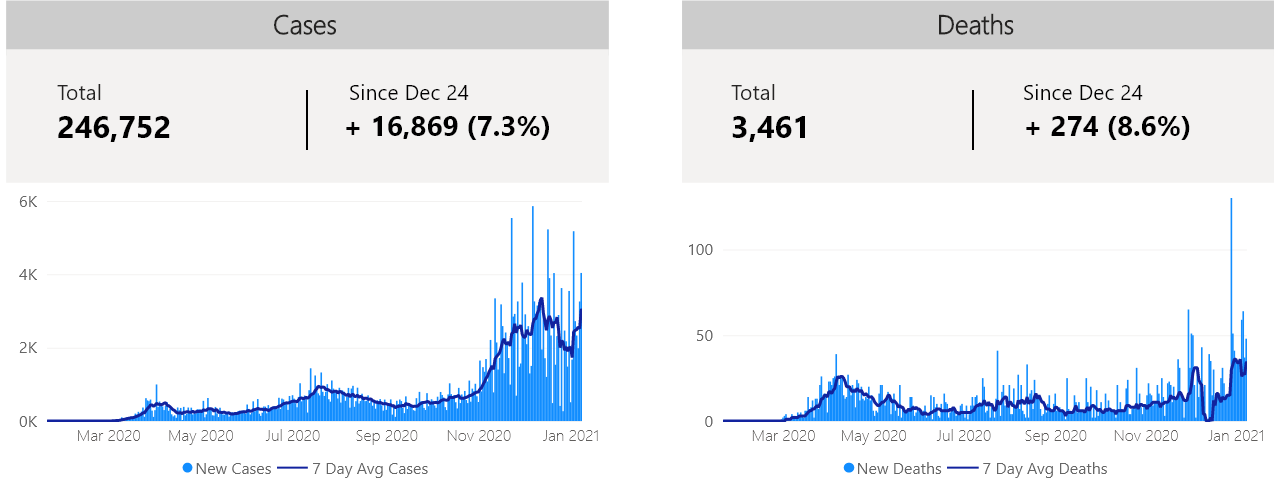 Cases
Total
246,752
Since Dec 24
+ 16,869 (7.3%)
6K
4K
2K
0K
Mar 2020 May 2020 Jul 2020 Sep 2020 Nov 2020 Jan 2021
New Cases 7 Day Avg Cases
Deaths
Total
3,461
Since Dec 24
+ 274 (8.6%)
100
50
0
Mar 2020 May 2020 Jul 2020 Sep 2020 Nov 2020 Jan 2021
New Deaths 7 Day Avg Deaths